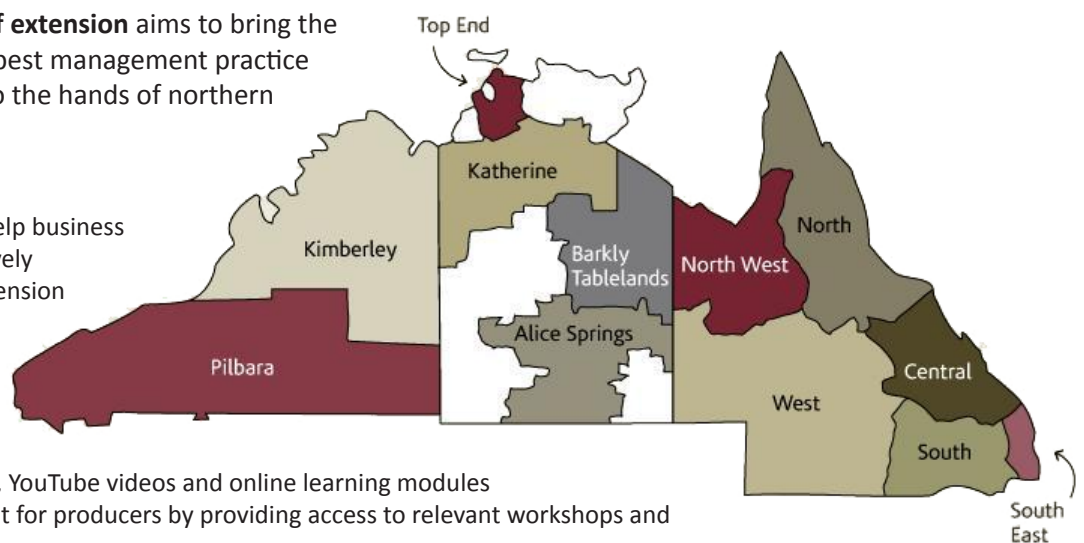 f extension aims to bring the
best management practice
o the hands of northern
elp business
vely
ension
Top End
Katherine
Kimberley
Barkly
Tablelands
North West
North
Alice Springs
Pilbara
Central
West
South
South
East
. YouTube videos and online learning modules
t for producers by providing access to relevant workshops and